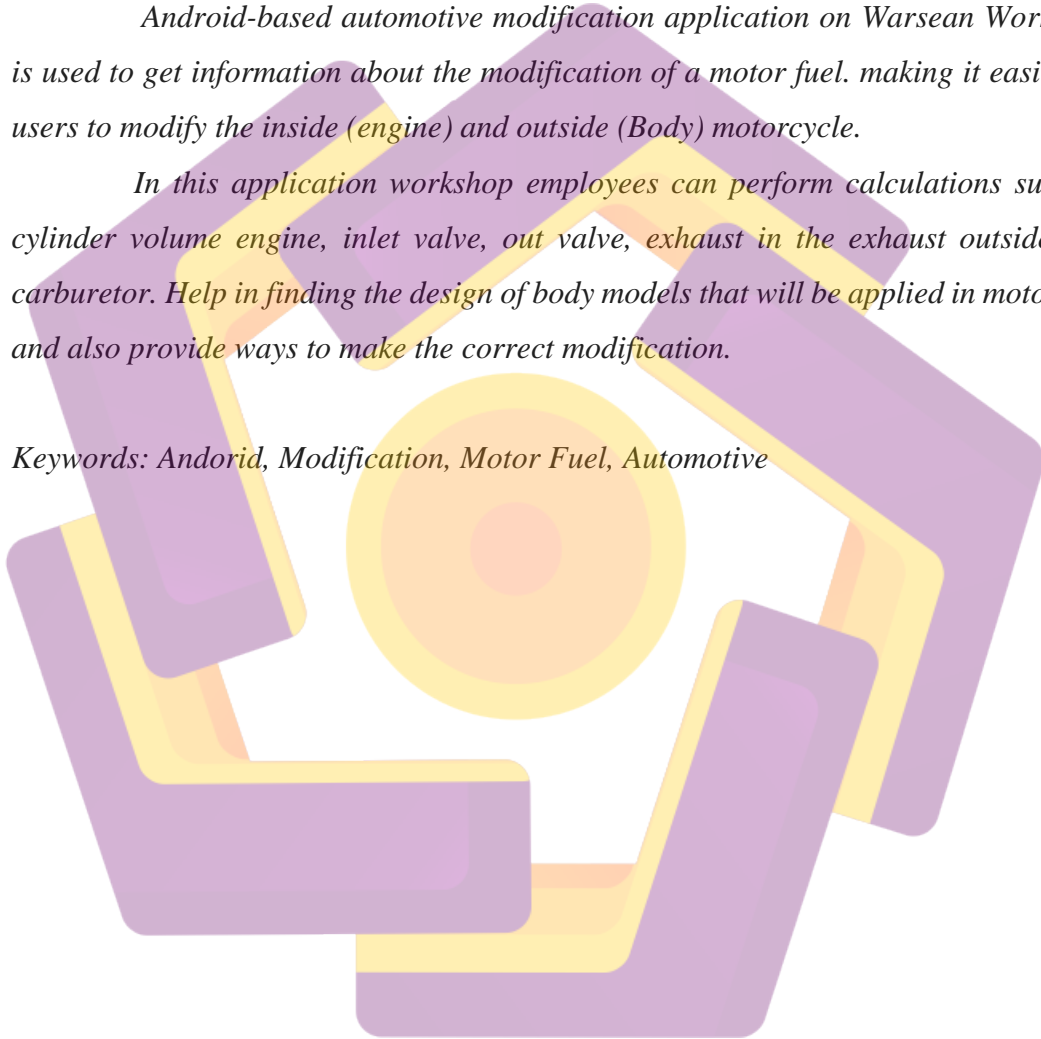 Android-based automotive modification application on Warsean Wor
is used to get information about the modification of a motor fuel. making it easi
users to modify the inside (engine) and outside (Body) motorcycle.
In this application workshop employees can perform calculations su
cylinder volume engine, inlet valve, out valve, exhaust in the exhaust outside
carburetor. Help in finding the design of body models that will be applied in moto
and also provide ways to make the correct modification.
Keywords: Andorid, Modification, Motor Fuel, Automotive